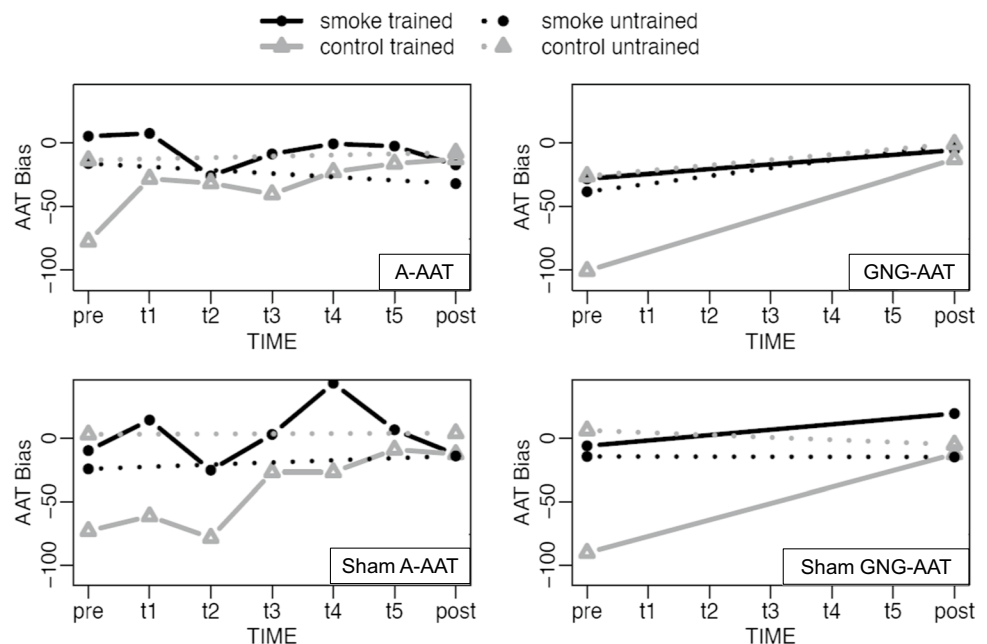 smoke trained
smoke untrained
control trained
control untrained
AAT Bias
0
−50
−100
A-AAT
pre t1 t2 t3 t4 t5 post
TIME
AAT Bias
0
−50
−100
GNG-AAT
pre t1 t2 t3 t4 t5 post
TIME
AAT Bias
0
−50
−100
Sham A-AAT
pre t1 t2 t3 t4 t5 post
TIME
AAT Bias
0
−50
−100
Sham GNG-AAT
pre t1 t2 t3 t4 t5 post
TIME